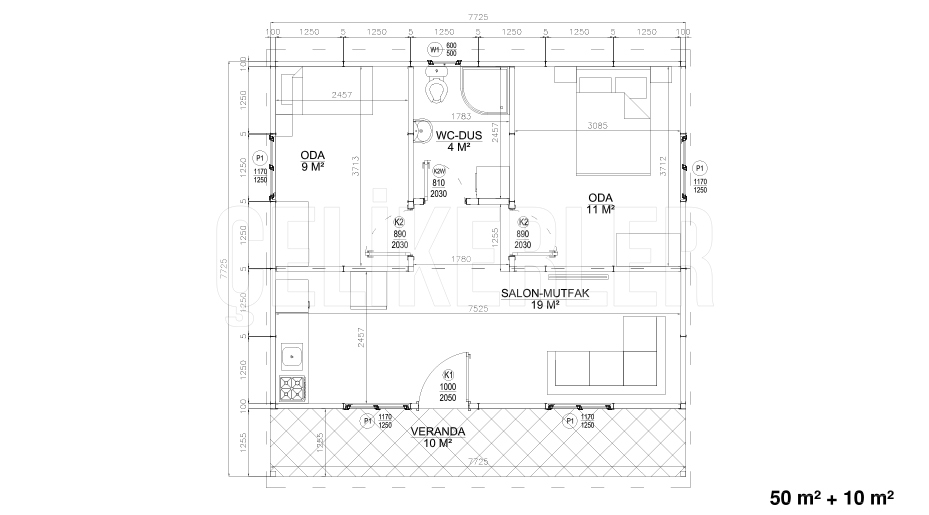 7725
100 1250 5 1250 5 1250 5 1250 5 1250 5 1250 100
W1 600
500
100
1250
5
1250
5
1250
5
1250
5
1250
100
1255
7725
2457
1783
3085
WC-DUS
4 M²
2457
ODA
9 M²
P1
1170
1250
3713
K2W
810
2030
3712
P1
1170
1250
ODA
11 M²
K2
890
2030
K2
890
2030
1255
1780
ÇELİKERLER
SALON-MUTFAK
19 M²
7525
2457
K1
1000
2050
P1 1170
1250
P1 1170
1250
VERANDA
10 M²
1255
7725
50 m² + 10 m²